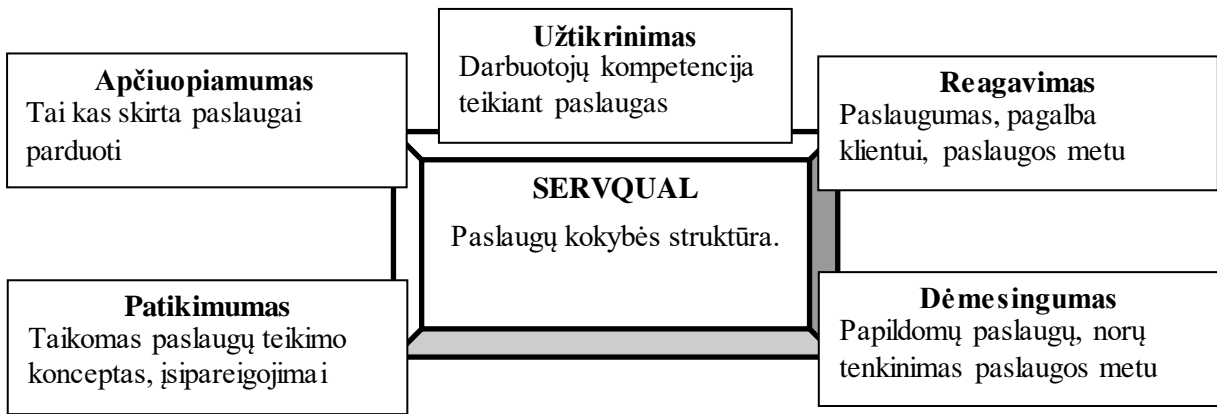 Užtikrinimas
Darbuotojų kompetencija
teikiant paslaugas
Apčiuopiamumas
Tai kas skirta paslaugai
parduoti
Reagavimas
Paslaugumas, pagalba
klientui, paslaugos metu
SERVQUAL
Paslaugų kokybės struktūra.
Patikimumas
Taikomas paslaugų teikimo
konceptas, įsipareigojimai
Dėmesingumas
Papildomų paslaugų, norų
tenkinimas paslaugos metu